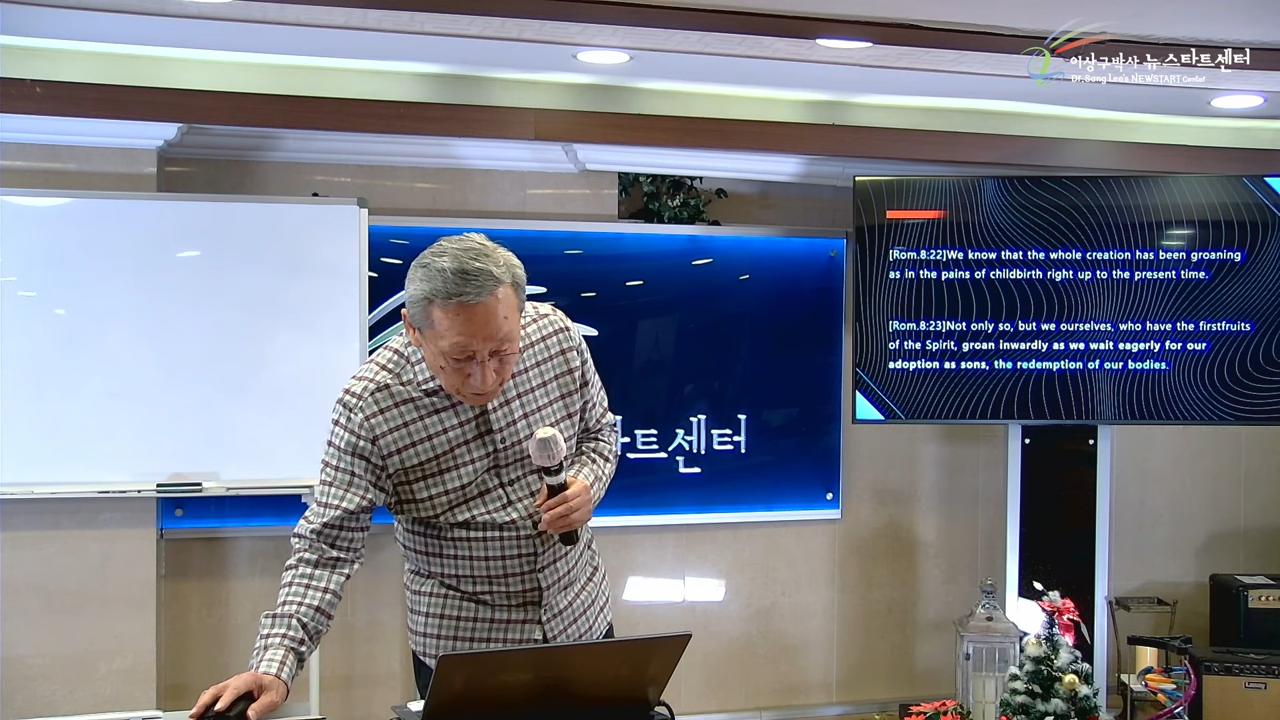 이상구박사 뉴스타트센터
Dr. Sang Lee's NEWSTART Center
[Rom.8:22]We know that the whole creation has been groaning
as in the pains of childbirth right up to the present time.
[Rom.8:23]Not only so, but we ourselves, who have the firstfruits
of the Spirit, groan inwardly as we wait eagerly for our
adoption as sons, the redemption of our bodies.
트센터
Laney